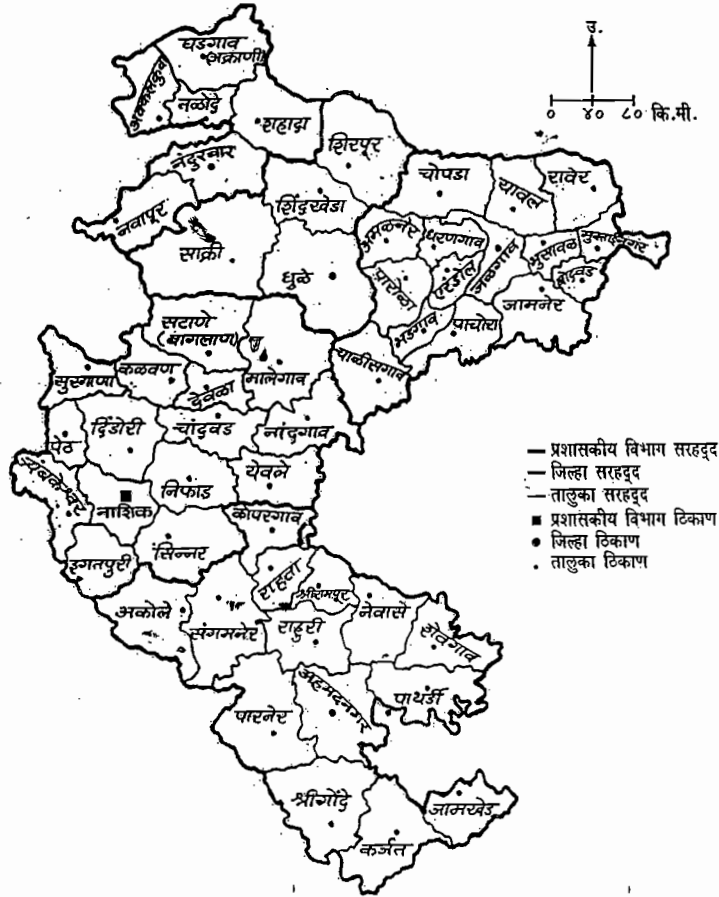 उ.
० ४० ८० कि.मी.
धडगाव
(अक्राणी)
अक्कलकुवा
तळोदे
शहादा
शिरपूर
नंदुरबार
नवापूर
शिंदुखेडा
साक्री
धुळे
चोपडा
यावल
रावेर
अमळनेर
धरणगाव
जळगाव
भुसावळ
मुक्ताईनगर
बोदवड
पारोळा
एरंडोल
जामनेर
भडगाव
पाचोरा
चाळीसगाव
सटाणे
(बागलाण)
मालेगाव
सुरगाणा
कळवण
देवळा
पेठ
दिंडोरी
चांदवड
नांदगाव
त्र्यंबकेश्वर
नाशिक
निफाड
येवले
इगतपुरी
सिन्नर
कोपरगाव
प्रशासकीय विभाग सरहद्द
जिल्हा सरहद्द
तालुका सरहद्द
प्रशासकीय विभाग ठिकाण
जिल्हा ठिकाण
तालुका ठिकाण
राहता
श्रीरामपूर
नेवासे
शेवगाव
अकोले
संगमनेर
राहुरी
पारनेर
अहमदनगर
पाथर्डी
श्रीगोंदे
कर्जत
जामखेड